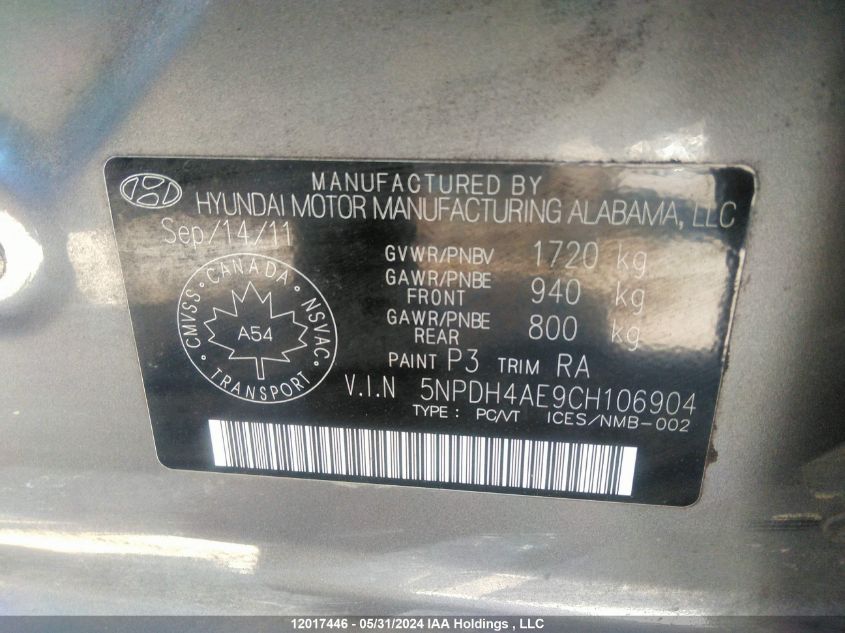 MANUFACTURED BY
HYUNDAI MOTOR MANUFACTURING ALABAMA, LLC
Sep/14/11
GVWR/PNBV 1720 kg
GAWR/PNBE FRONT 940 kg
GAWR/PNBE REAR 800 kg
CMVSS • CANADA • NSVAC • TRANSPORT •
A54
PAINT P3 TRIM RA
V.I.N 5NPDH4AE9CH106904
TYPE : PC/VT ICES/NMB-002
12017446 - 05/31/2024 IAA Holdings , LLC